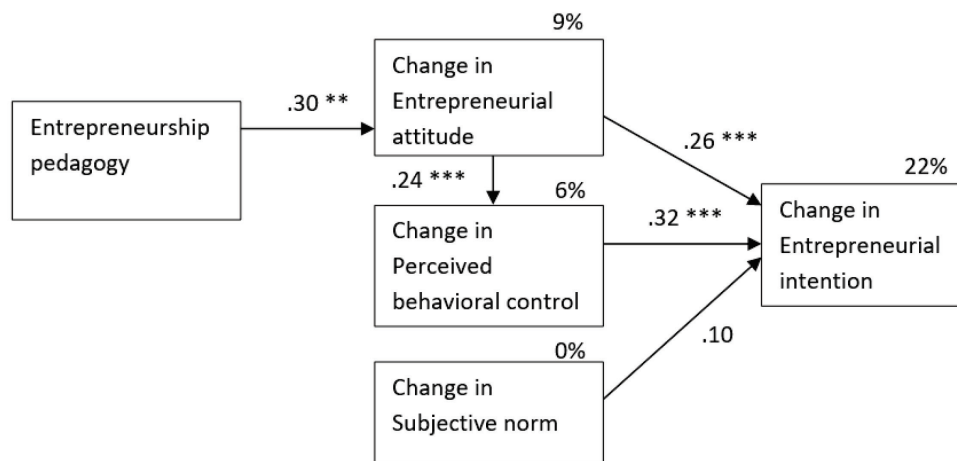 9%
Change in
Entrepreneurial
attitude
.30 **
Entrepreneurship
pedagogy
.26 ***
.24 ***
6%
22%
Change in
Perceived
behavioral control
.32 ***
Change in
Entrepreneurial
intention
.10
0%
Change in
Subjective norm